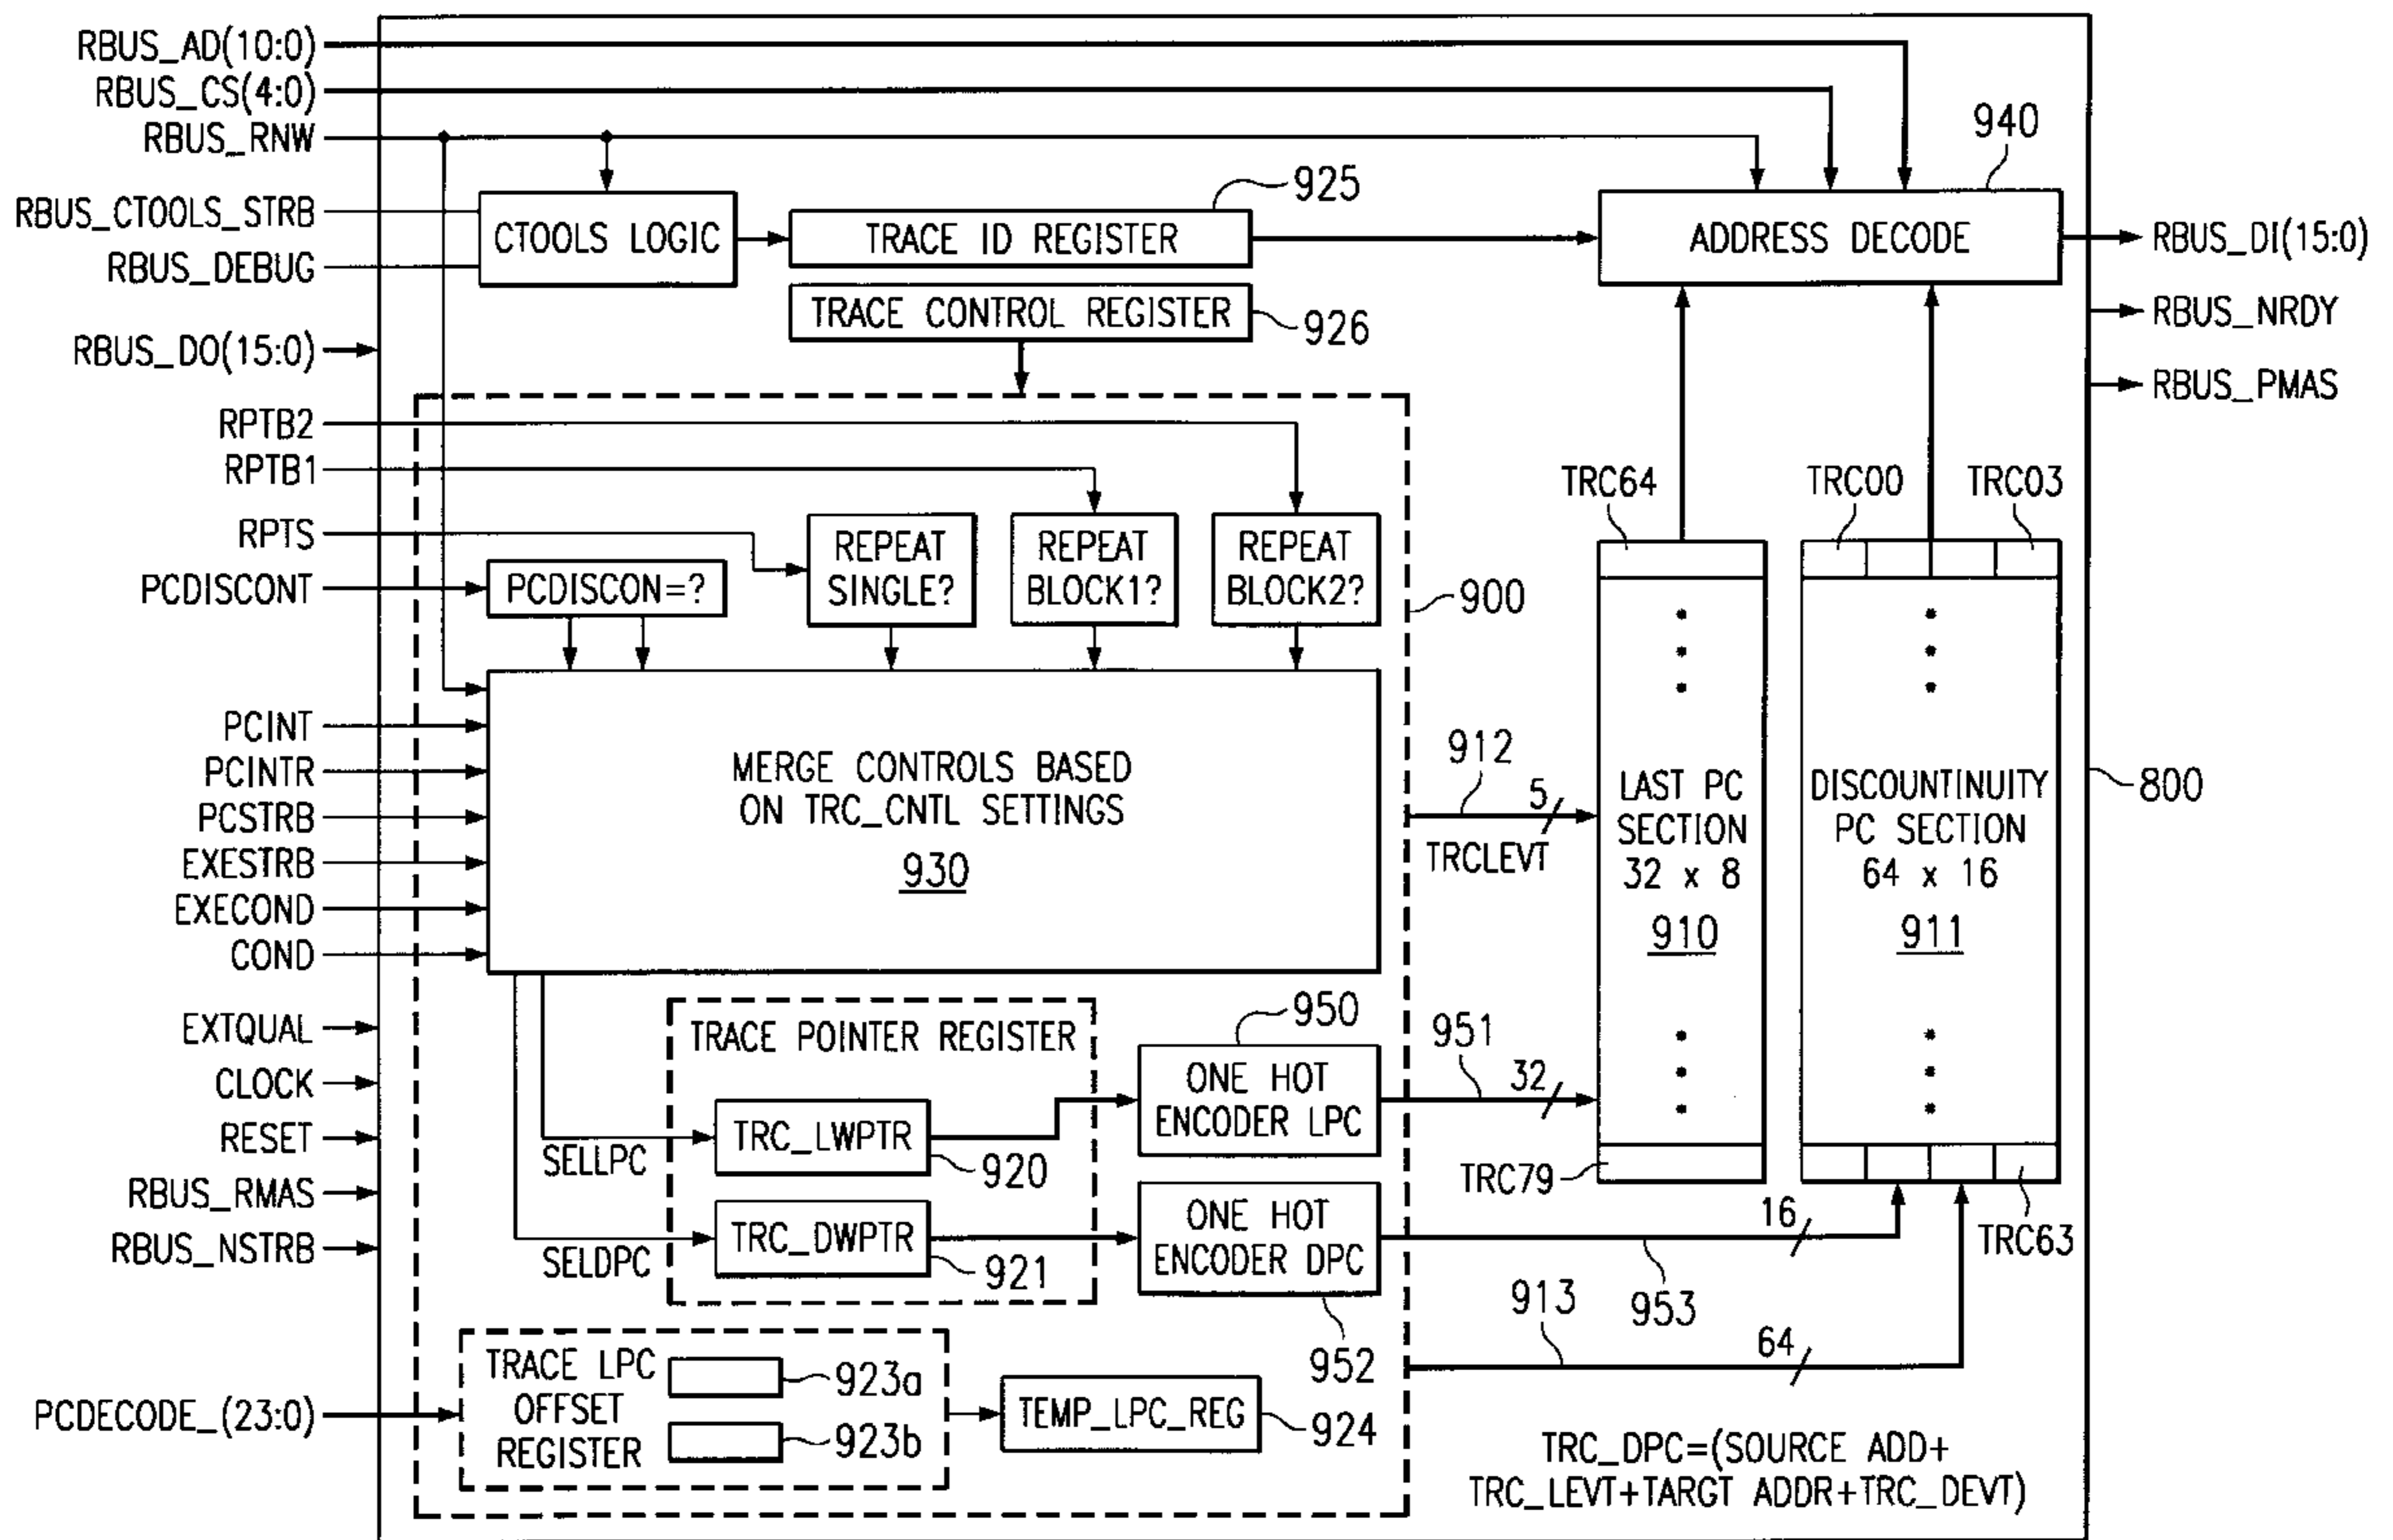 RBUS_AD(10:0)
RBUS_CS(4:0)
RBUS_RNW
RBUS_CTOOLS_STRB
RBUS_DEBUG
RBUS_DO(15:0)
RPTB2
RPTB1
RPTS
PCDISCONT
PCINT
PCINTR
PCSTRB
EXESTRB
EXECOND
COND
EXTQUAL
CLOCK
RESET
RBUS_RMAS
RBUS_NSTRB
PCDECODE_(23:0)
CTOOLS LOGIC
TRACE ID REGISTER
925
TRACE CONTROL REGISTER
926
940
ADDRESS DECODE
RBUS_DI(15:0)
RBUS_NRDY
RBUS_PMAS
PCDISCON=?
REPEAT
SINGLE?
REPEAT
BLOCK1?
REPEAT
BLOCK2?
900
MERGE CONTROLS BASED
ON TRC_CNTL SETTINGS
930
SELLPC
SELDPC
TRACE POINTER REGISTER
TRC_LWPTR
920
TRC_DWPTR
921
950
ONE HOT
ENCODER LPC
ONE HOT
ENCODER DPC
952
TRACE LPC
OFFSET
REGISTER
923a
923b
TEMP_LPC_REG
924
912
5
TRCLEVT
951
32
16
953
913
64
TRC64
LAST PC
SECTION
32 x 8
910
TRC79
TRC00
TRC03
DISCOUNTINUITY
PC SECTION
64 x 16
911
TRC63
800
TRC_DPC=(SOURCE ADD+
TRC_LEVT+TARGT ADDR+TRC_DEVT)